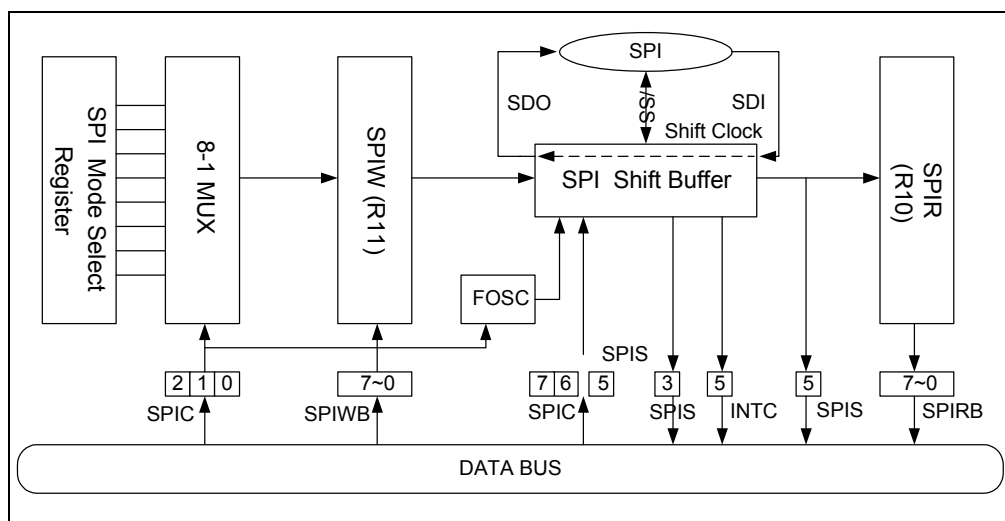 SPI
SDO
/SS
SDI
Shift Clock
SPI Mode Select
Register
8-1 MUX
SPIW (R11)
SPI Shift Buffer
SPIR
(R10)
FOSC
SPIS
2 1 0
7~0
7 6
5
3
5
5
7~0
SPIC
SPIWB
SPIC
SPIS
INTC
SPIS
SPIRB
DATA BUS